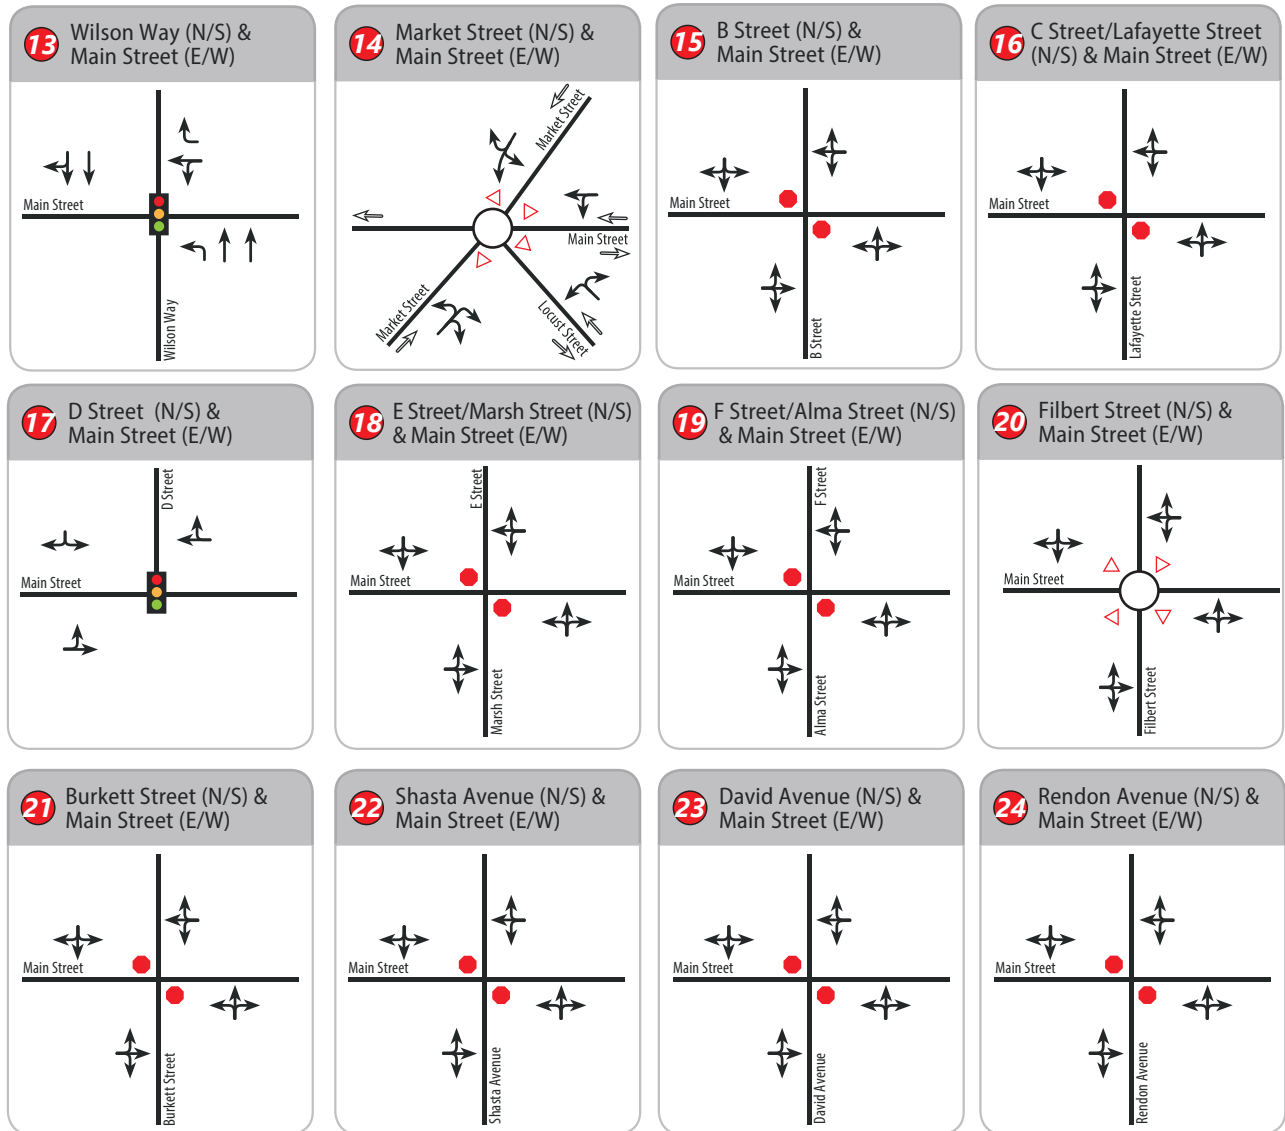 13
Wilson Way (N/S) &
Main Street (E/W)
Main Street
Wilson Way
14
Market Street (N/S) &
Main Street (E/W)
Market Street
Main Street
Market Street
Locust Street
15
B Street (N/S) &
Main Street (E/W)
Main Street
B Street
16
C Street/Lafayette Street
(N/S) & Main Street (E/W)
Main Street
Lafayette Street
17
D Street (N/S) &
Main Street (E/W)
D Street
Main Street
18
E Street/Marsh Street (N/S)
& Main Street (E/W)
E Street
Main Street
Marsh Street
19
F Street/Alma Street (N/S)
& Main Street (E/W)
F Street
Main Street
Alma Street
20
Filbert Street (N/S) &
Main Street (E/W)
Main Street
Filbert Street
21
Burkett Street (N/S) &
Main Street (E/W)
Main Street
Burkett Street
22
Shasta Avenue (N/S) &
Main Street (E/W)
Main Street
Shasta Avenue
23
David Avenue (N/S) &
Main Street (E/W)
Main Street
David Avenue
24
Rendon Avenue (N/S) &
Main Street (E/W)
Main Street
Rendon Avenue